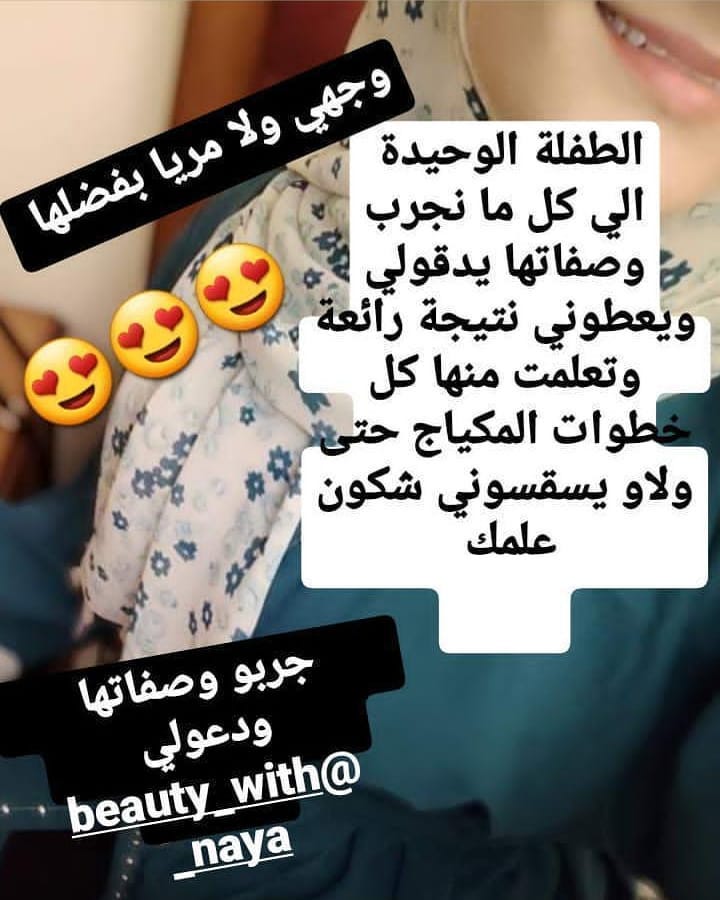 وجهي ولا مريا بفضلها
الطفلة الوحيدة
الي كل ما نجرب
وصفاتها يدقولي
ويعطوني نتيجة رائعة
وتعلمت منها كل
خطوات المكياج حتى
ولاو يسقسوني شكون
علمك
جربو وصفاتها
ودعولي
@beauty_with
_naya